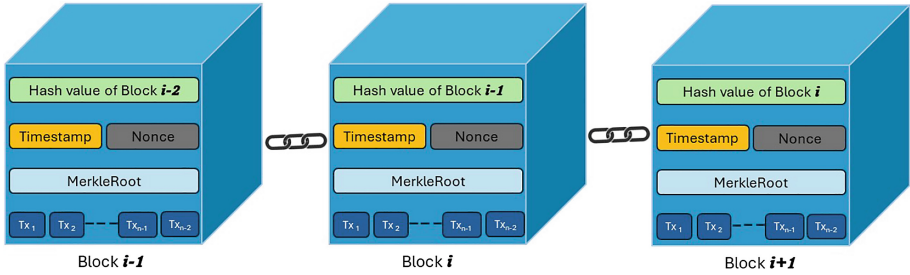 Hash value of Block i-2
Timestamp Nonce
MerkleRoot
Tx₁ Tx₂ Txₙ₋₁ Txₙ₋₂
Block i-1
Hash value of Block i-1
Timestamp Nonce
MerkleRoot
Tx₁ Tx₂ Txₙ₋₁ Txₙ₋₂
Block i
Hash value of Block i
Timestamp Nonce
MerkleRoot
Tx₁ Tx₂ Txₙ₋₁ Txₙ₋₂
Block i+1